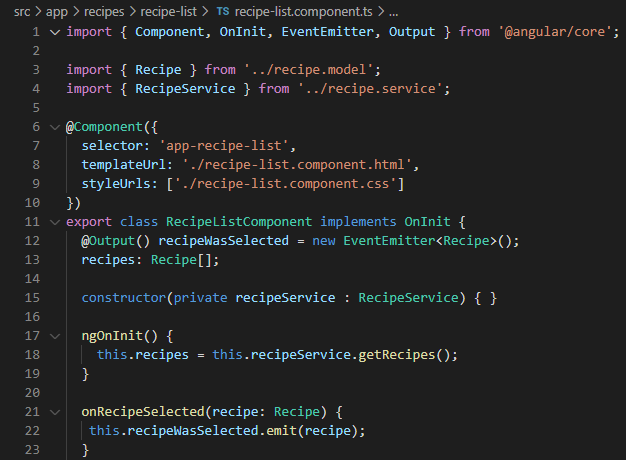 src > app > recipes > recipe-list > TS recipe-list.component.ts > ...
1 import { Component, OnInit, EventEmitter, Output } from '@angular/core';
2
3 import { Recipe } from '../recipe.model';
4 import { RecipeService } from '../recipe.service';
5
6 @Component({
7   selector: 'app-recipe-list',
8   templateUrl: './recipe-list.component.html',
9   styleUrls: ['./recipe-list.component.css']
10 })
11 export class RecipeListComponent implements OnInit {
12   @Output() recipeWasSelected = new EventEmitter<Recipe>();
13   recipes: Recipe[];
14
15   constructor(private recipeService : RecipeService) { }
16
17   ngOnInit() {
18     this.recipes = this.recipeService.getRecipes();
19   }
20
21   onRecipeSelected(recipe: Recipe) {
22    this.recipeWasSelected.emit(recipe);
23   }